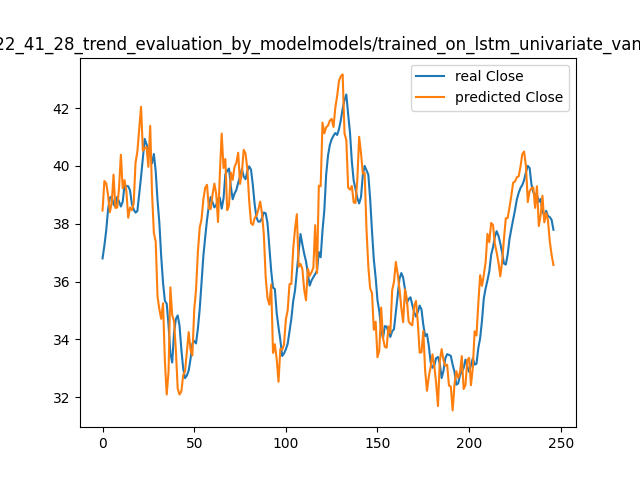 22_41_28_trend_evaluation_by_modelmodels/trained_on_lstm_univariate_van
real Close
predicted Close
42
40
38
36
34
32
0 50 100 150 200 250